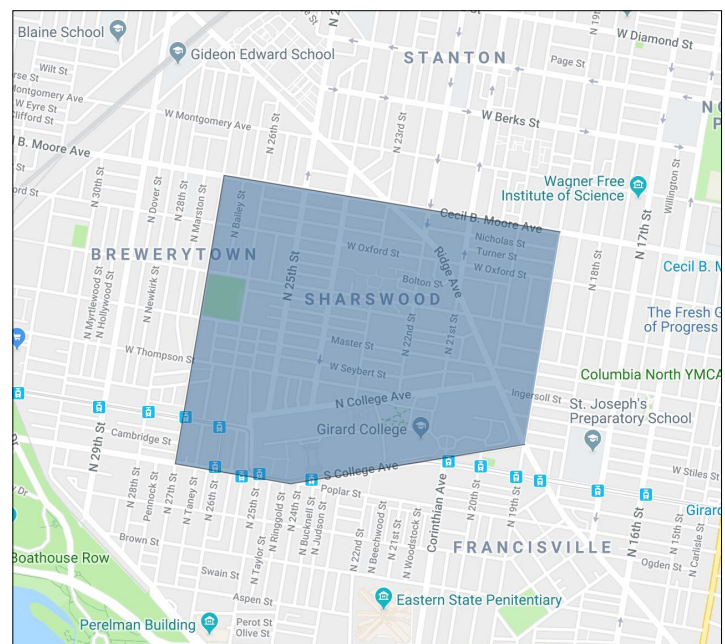 Blaine School
N 2
N 19th
W Diamond St
Gideon Edward School
STANTON
Page St
Wilt St
rse St
Montgomery Ave
W Eyre St
Clifford St
W Montgomery Ave
N 26th St
N 23rd St
W Berks St
N
P
l B. Moore Ave
Wagner Free
Institute of Science
Willington St
N 30th St
N Dover St
N 28th St
N Marston St
N Bailey St
Cecil B. Moore Ave
ord St
Nicholas St
Turner St
W Oxford St
N 17th St
BREWERYTOWN
W Oxford St
Ridge Ave
N 18th St
Cecil B. M
N 25th St
Bolton St
SHARSWOOD
N Myrtlewood St
N Hollywood St
N Newkirk St
N 22nd St
N 21st St
The Fresh G
of Progress
Master St
W Thompson St
W Seybert St
Columbia North YMCA
N College Ave
Ingersoll St
St. Joseph's
Preparatory School
Girard College
N 29th St
Cambridge St
S College Ave
W Stiles St
y Dr
N 28th St
Pennock St
N 27th St
N Taney St
N 26th St
N 25th St
N Taylor St
N Ringgold St
N 24th St
N Bucknell St
N Judson St
Poplar St
Corinthian Ave
N 20th St
N 19th St
Girard
N 16th St
N 15th St
N Carlisle St
Brown St
N 22nd St
N Beechwood St
N 21st St
N Woodstock St
FRANCISVILLE
Ogden St
Boathouse Row
Swain St
Aspen St
Eastern State Penitentiary
Perelman Building
Perot St
Olive St